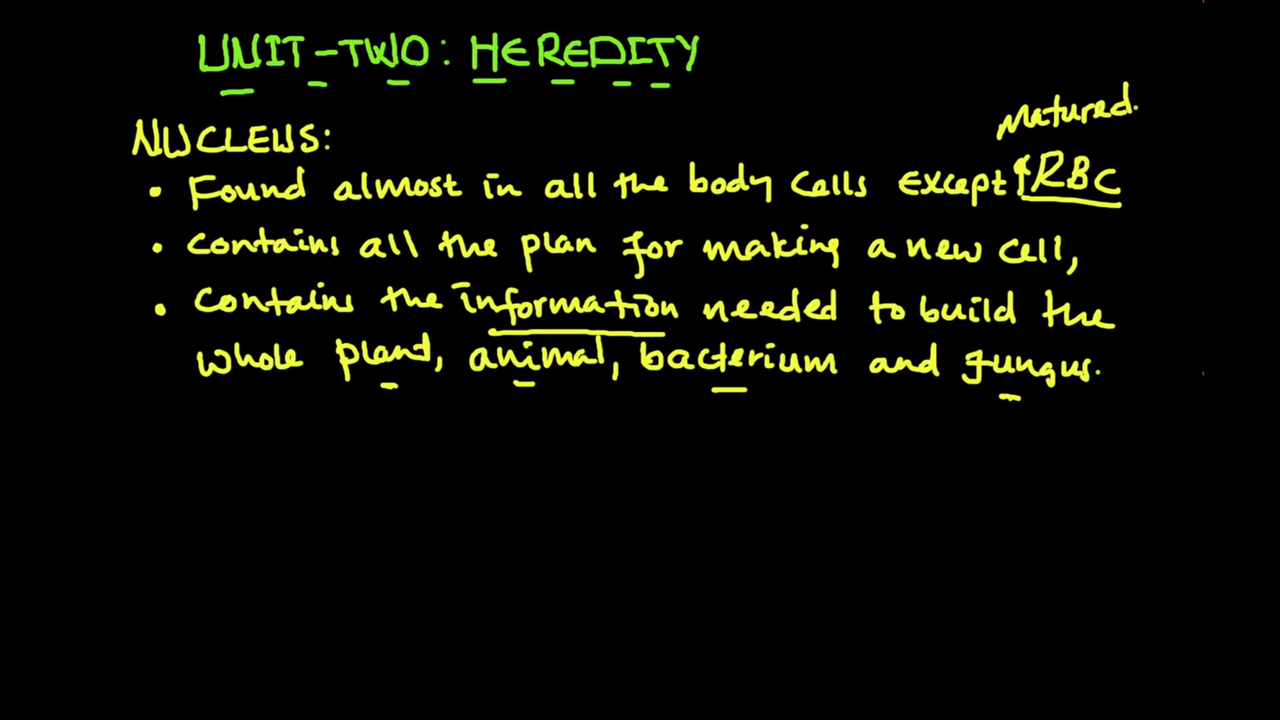 UNIT-TWO: HEREDITY
Matured.
NUCLEUS:
• Found almost in all the body cells except RBC
• Contains all the plan for making a new cell,
• Contains the information needed to build the
whole plant, animal, bacterium and fungus.